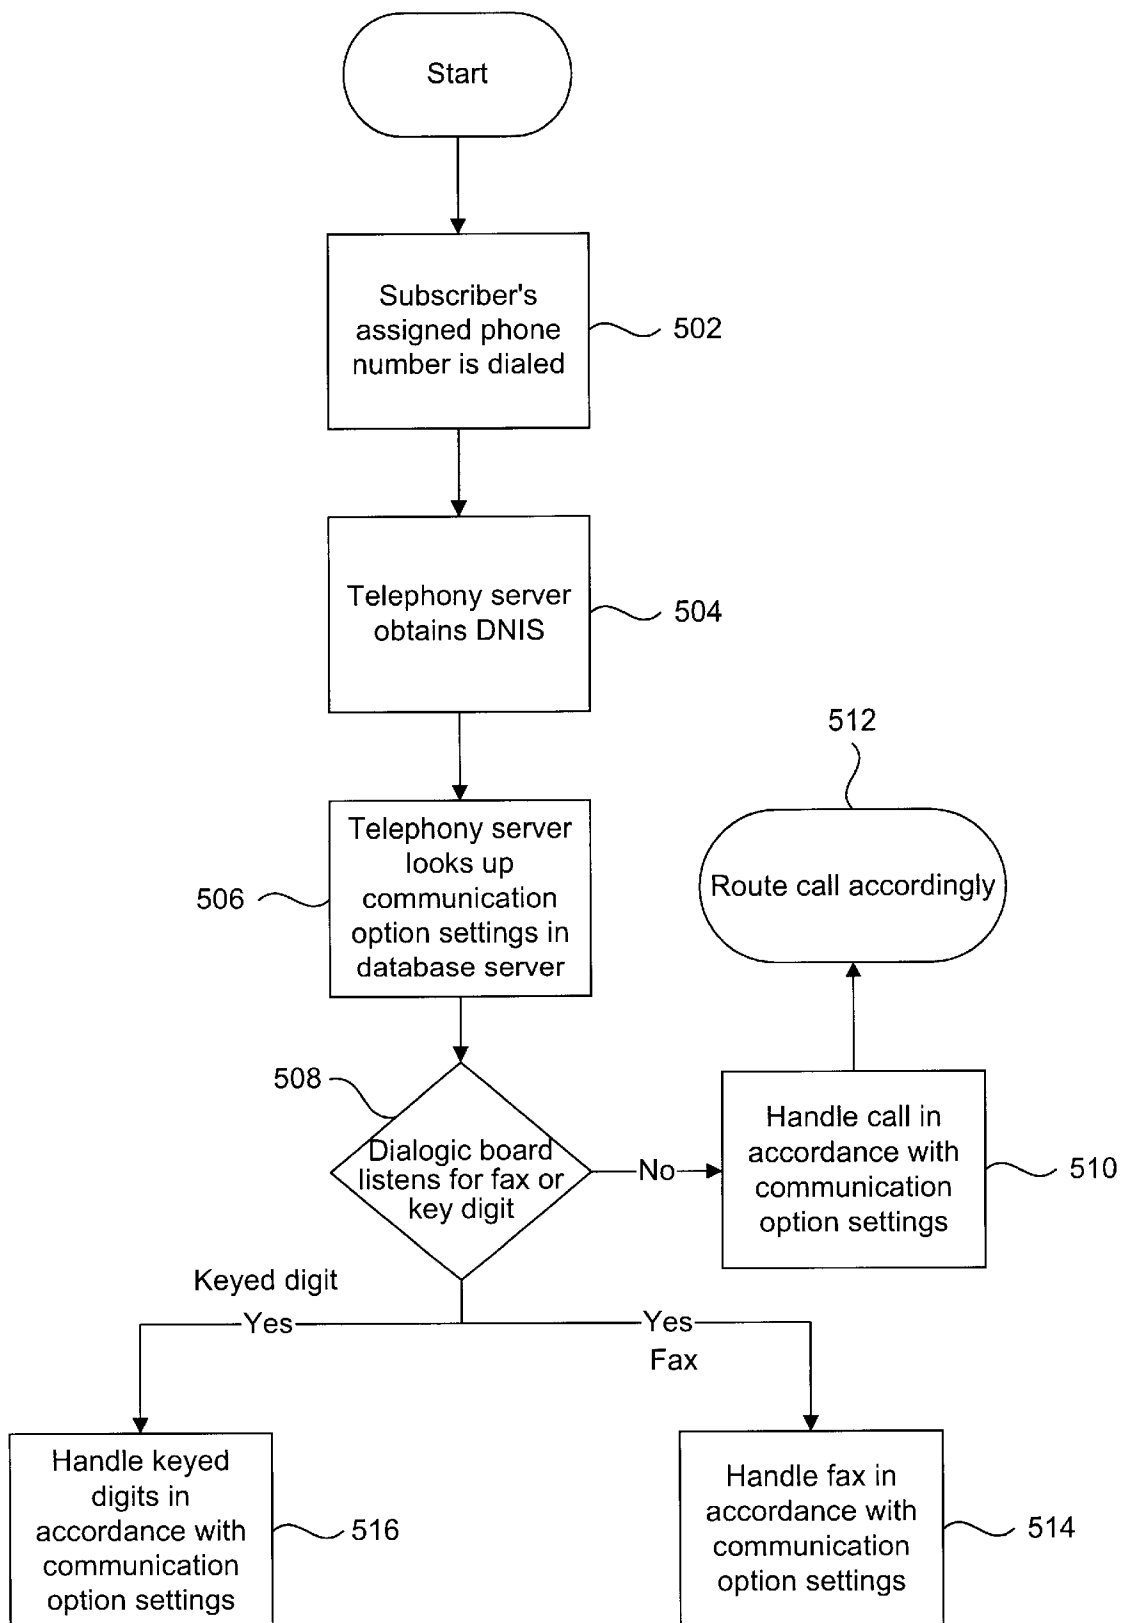 Start
Subscriber's
assigned phone
number is dialed
502
Telephony server
obtains DNIS
504
512
Telephony server
looks up
communication
option settings in
database server
506
Route call accordingly
508
Dialogic board
listens for fax or
key digit
No
Handle call in
accordance with
communication
option settings
510
Keyed digit
Yes
Yes
Fax
Handle keyed
digits in
accordance with
communication
option settings
516
Handle fax in
accordance with
communication
option settings
514